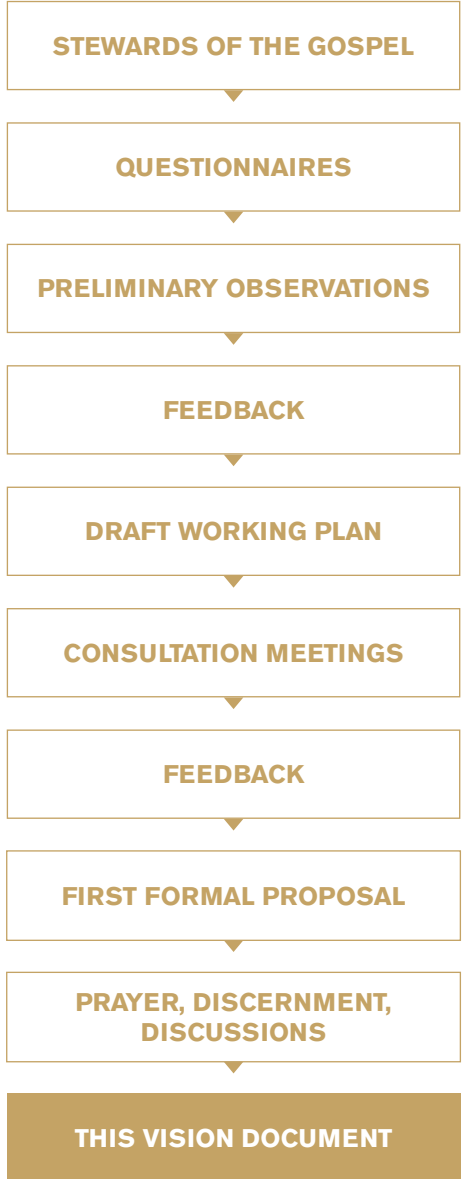 STEWARDS OF THE GOSPEL
QUESTIONNAIRES
PRELIMINARY OBSERVATIONS
FEEDBACK
DRAFT WORKING PLAN
CONSULTATION MEETINGS
FEEDBACK
FIRST FORMAL PROPOSAL
PRAYER, DISCERNMENT,
DISCUSSIONS
THIS VISION DOCUMENT